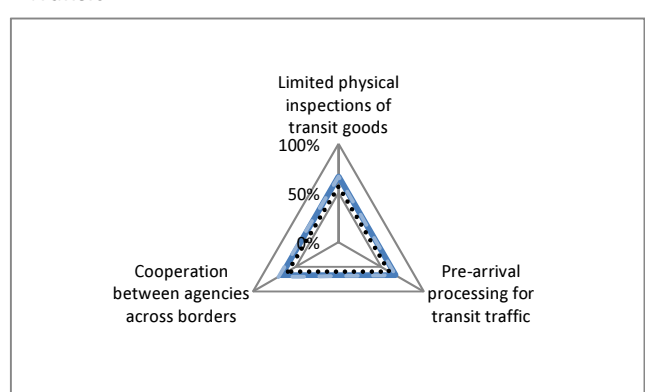 Limited physical
inspections of
transit goods
100%
50%
0%
Cooperation
between agencies
across borders
Pre-arrival
processing for
transit traffic